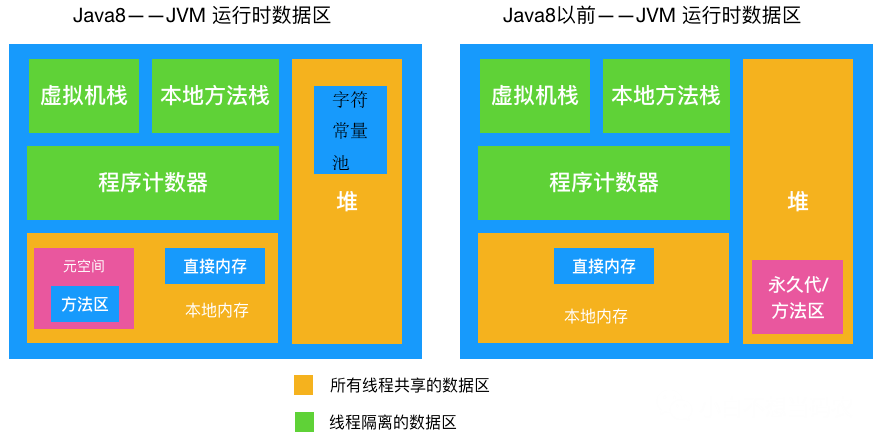 Java8——JVM 运行时数据区
虚拟机栈
本地方法栈
字符
常量
池
程序计数器
堆
元空间
方法区
直接内存
本地内存
Java8以前——JVM 运行时数据区
虚拟机栈
本地方法栈
程序计数器
堆
直接内存
本地内存
永久代/
方法区
所有线程共享的数据区
线程隔离的数据区